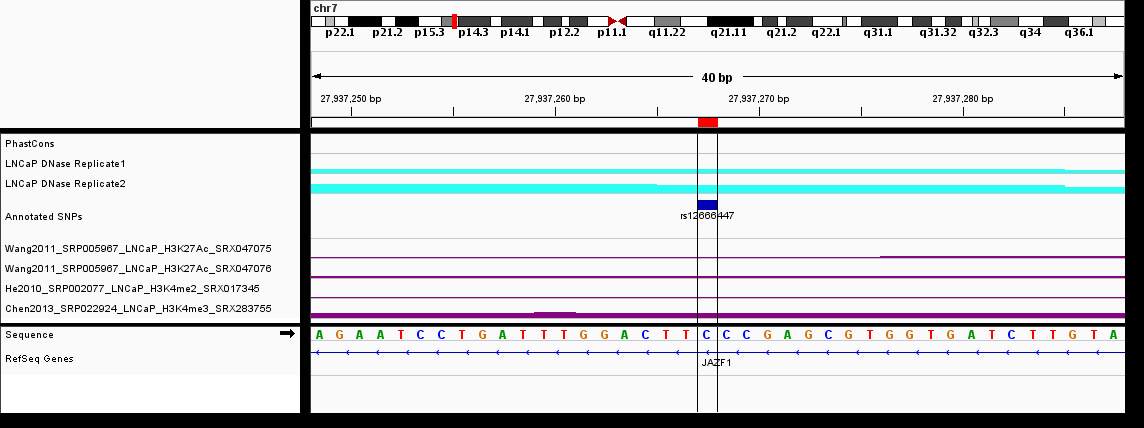 chr7
p22.1 p21.2 p15.3 p14.3 p14.1 p12.2 p11.1 q11.22 q21.11 q21.2 q22.1 q31.1 q31.32 q32.3 q34 q36.1
40 bp
27,937,250 bp 27,937,260 bp 27,937,270 bp 27,937,280 bp
PhastCons
LNCaP DNase Replicate1
LNCaP DNase Replicate2
Annotated SNPs
rs12666447
Wang2011_SRP005967_LNCaP_H3K27Ac_SRX047075
Wang2011_SRP005967_LNCaP_H3K27Ac_SRX047076
He2010_SRP002077_LNCaP_H3K4me2_SRX017345
Chen2013_SRP022924_LNCaP_H3K4me3_SRX283755
Sequence A G A A T C C T G A T T T G G A C T T C C C G A G C G T G G T G A T C T T G T A
RefSeq Genes
JAZF1